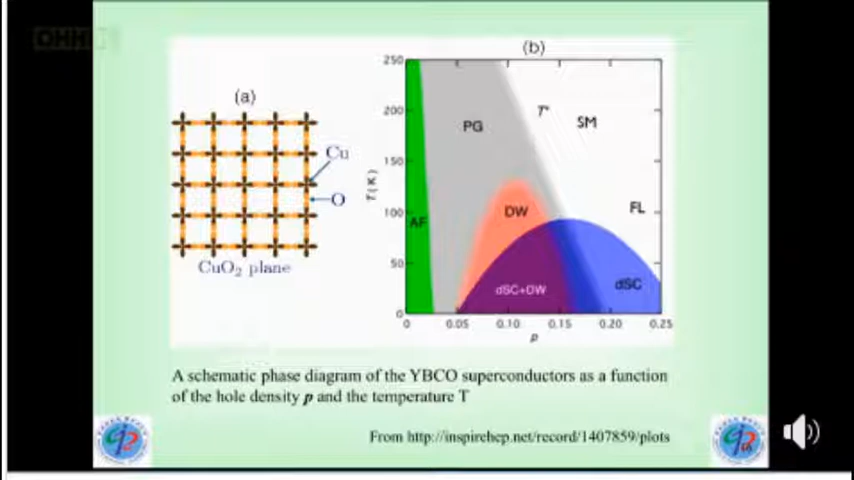 (a)
Cu
O
CuO2 plane
(b)
T(K)
250
200
150
100
50
0
PG
T*
SM
DW
AF
FL
dSC+DW
dSC
0 0.05 0.10 0.15 0.20 0.25
p
A schematic phase diagram of the YBCO superconductors as a function
of the hole density p and the temperature T
From http://inspirehep.net/record/1407859/plots